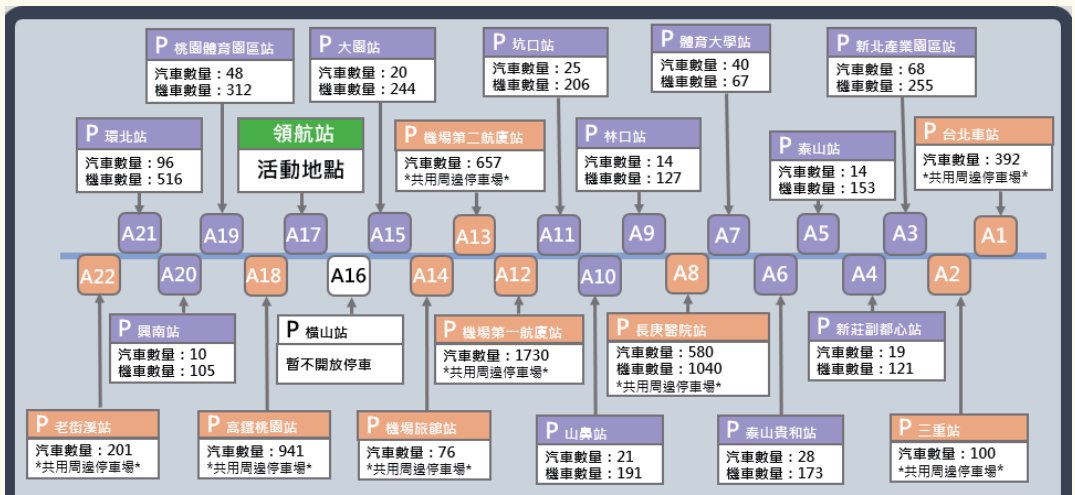 P 桃園體育園區站
汽車數量：48
機車數量：312
P 大園站
汽車數量：20
機車數量：244
P 坑口站
汽車數量：25
機車數量：206
P 體育大學站
汽車數量：40
機車數量：67
P 新北產業園區站
汽車數量：68
機車數量：255
P 環北站
汽車數量：96
機車數量：516
領航站
活動地點
P 機場第二航廈站
汽車數量：657
*共用周邊停車場*
P 林口站
汽車數量：14
機車數量：127
P 泰山站
汽車數量：14
機車數量：153
P 台北車站
汽車數量：392
*共用周邊停車場*
A21
A19
A17
A15
A13
A11
A9
A7
A5
A3
A1
A22
A20
A18
A16
A14
A12
A10
A8
A6
A4
A2
P 興南站
汽車數量：10
機車數量：105
P 橫山站
暫不開放停車
P 機場第一航廈站
汽車數量：1730
*共用周邊停車場*
P 長庚醫院站
汽車數量：580
機車數量：1040
*共用周邊停車場*
P 新莊副都心站
汽車數量：19
機車數量：121
P 老街溪站
汽車數量：201
*共用周邊停車場*
P 高鐵桃園站
汽車數量：941
*共用周邊停車場*
P 機場旅館站
汽車數量：76
*共用周邊停車場*
P 山鼻站
汽車數量：21
機車數量：191
P 泰山貴和站
汽車數量：28
機車數量：173
P 三重站
汽車數量：100
*共用周邊停車場*